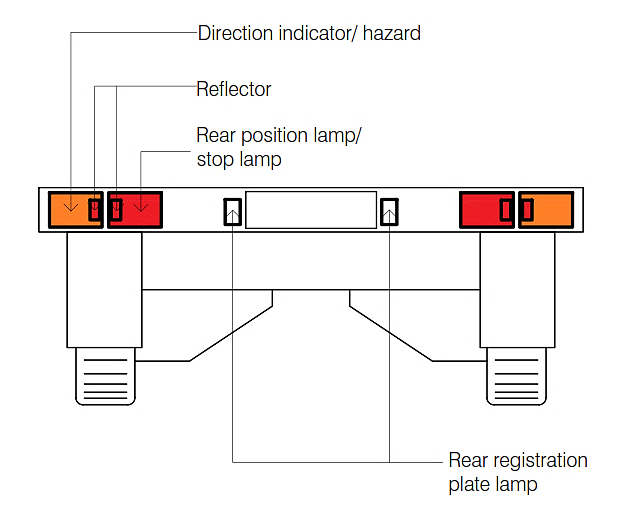 Direction indicator/ hazard
Reflector
Rear position lamp/
stop lamp
Rear registration
plate lamp